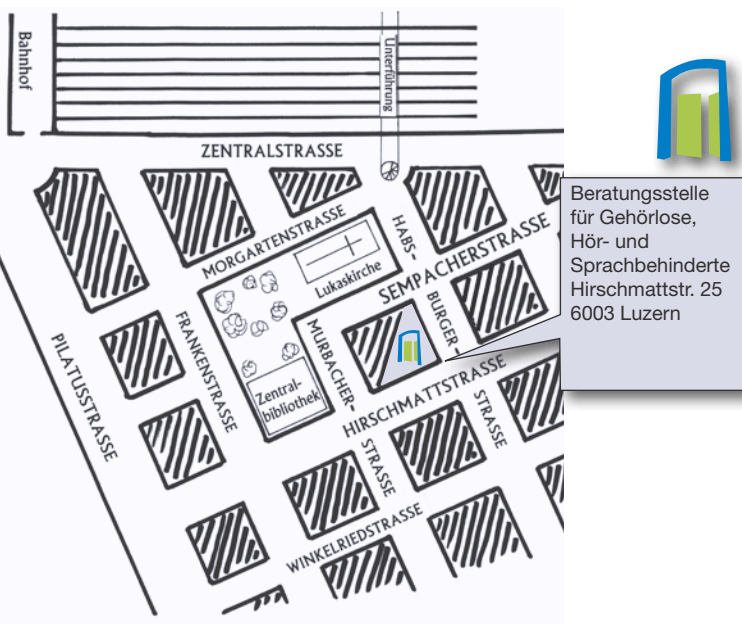 Bahnhof
Unterführung
ZENTRALSTRASSE
MORGARTENSTRASSE
HABS-
BURGER-
STRASSE
Lukaskirche
SEMPACHERSTRASSE
PILATUSSTRASSE
FRANKENSTRASSE
MURBACHER-
STRASSE
Zentral-
bibliothek
HIRSCHMATTSTRASSE
WINKELRIEDSTRASSE
Beratungsstelle
für Gehörlose,
Hör- und
Sprachbehinderte
Hirschmattstr. 25
6003 Luzern